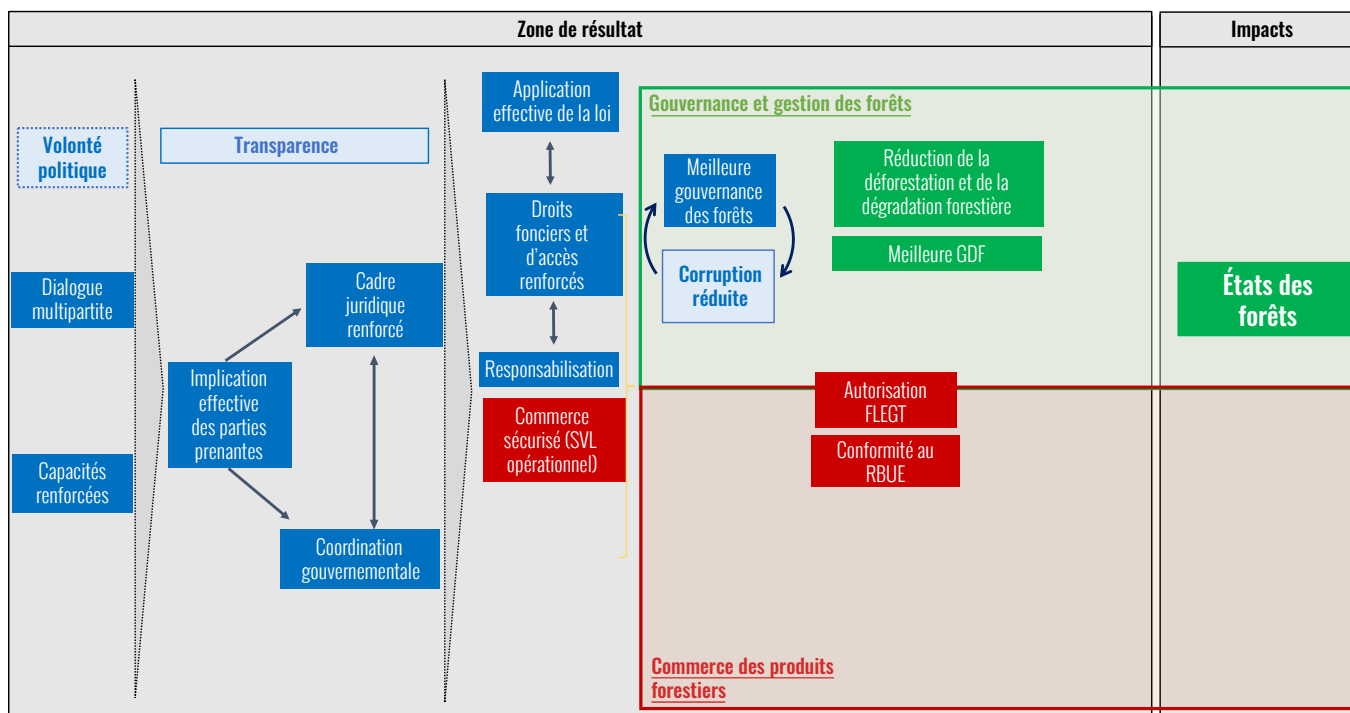 Zone de résultat
Impacts
Volonté
politique
Dialogue
multipartite
Capacités
renforcées
Transparence
Implication
effective
des parties
prenantes
Cadre
juridique
renforcé
Coordination
gouvernementale
Application
effective de la loi
Droits
fonciers et
d’accès
renforcés
Responsabilisation
Commerce
sécurisé (SVL
opérationnel)
Gouvernance et gestion des forêts
Meilleure
gouvernance
des forêts
Corruption
réduite
Réduction de la
déforestation et de la
dégradation forestière
Meilleure GDF
Autorisation
FLEGT
Conformité au
RBUE
Commerce des produits
forestiers
États des
forêts